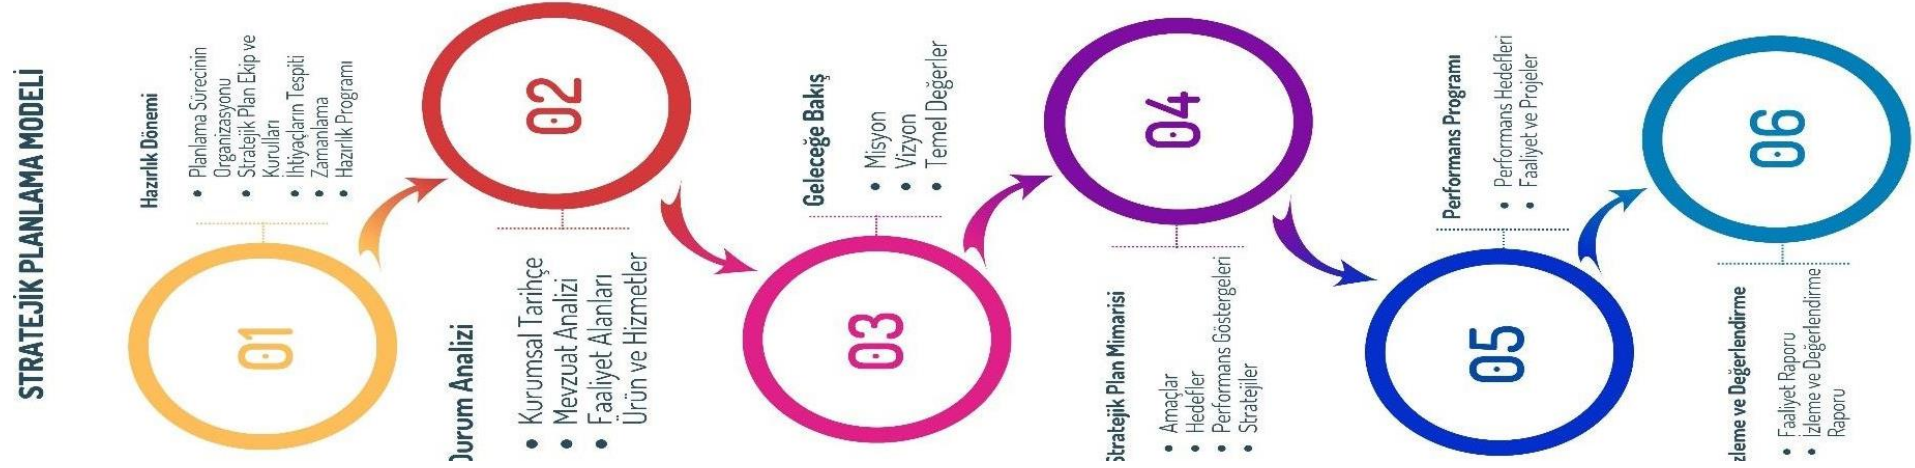 STRATEJİK PLANLAMA MODELİ
01
Hazırlık Dönemi
• Planlama Sürecinin
Organizasyonu
• Stratejik Plan Ekip ve
Kurulları
• İhtiyaçların Tespiti
• Zamanlama
• Hazırlık Programı
02
Durum Analizi
• Kurumsal Tarihçe
• Mevzuat Analizi
• Faaliyet Alanları
Ürün ve Hizmetler
03
Geleceğe Bakış
• Misyon
• Vizyon
• Temel Değerler
04
Stratejik Plan Mimarisi
• Amaçlar
• Hedefler
• Performans Göstergeleri
• Stratejiler
05
Performans Programı
• Performans Hedefleri
• Faaliyet ve Projeler
06
zleme ve Değerlendirme
• Faaliyet Raporu
• İzleme ve Değerlendirme
Raporu